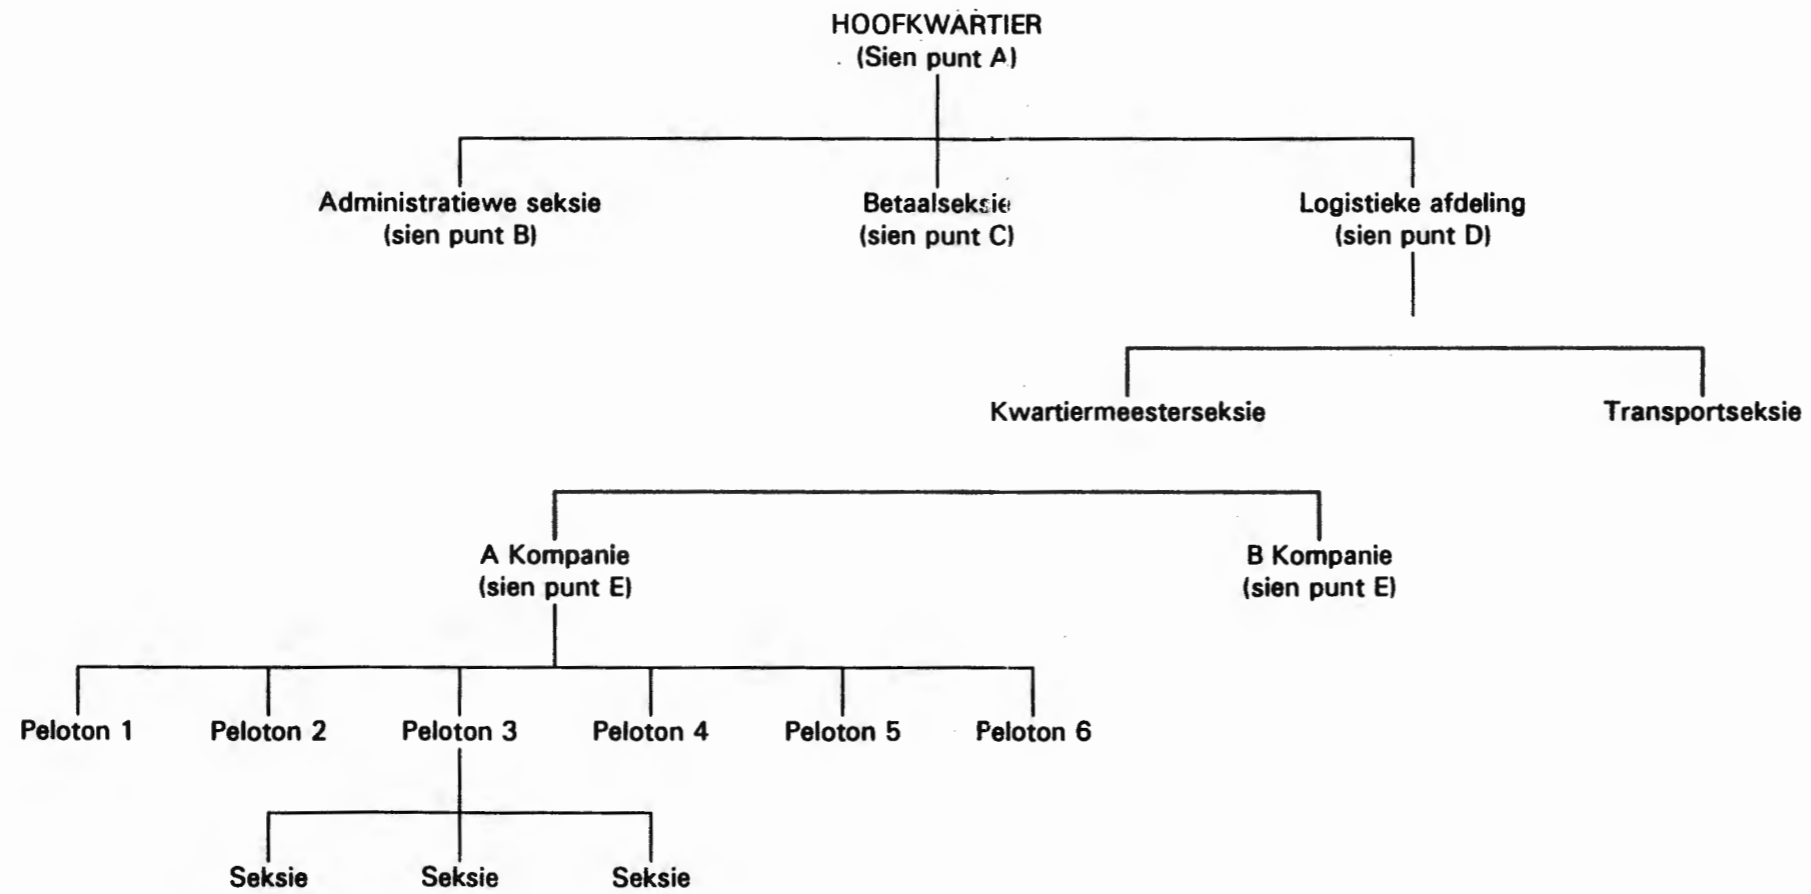 HOOFKWARTIER
(Sien punt A)
Administratiewe seksie
(sien punt B)
Betaalseksie
(sien punt C)
Logistieke afdeling
(sien punt D)
Kwartiermeesterseksie
Transportseksie
A Kompanie
(sien punt E)
B Kompanie
(sien punt E)
Peloton 1
Peloton 2
Peloton 3
Peloton 4
Peloton 5
Peloton 6
Seksie
Seksie
Seksie